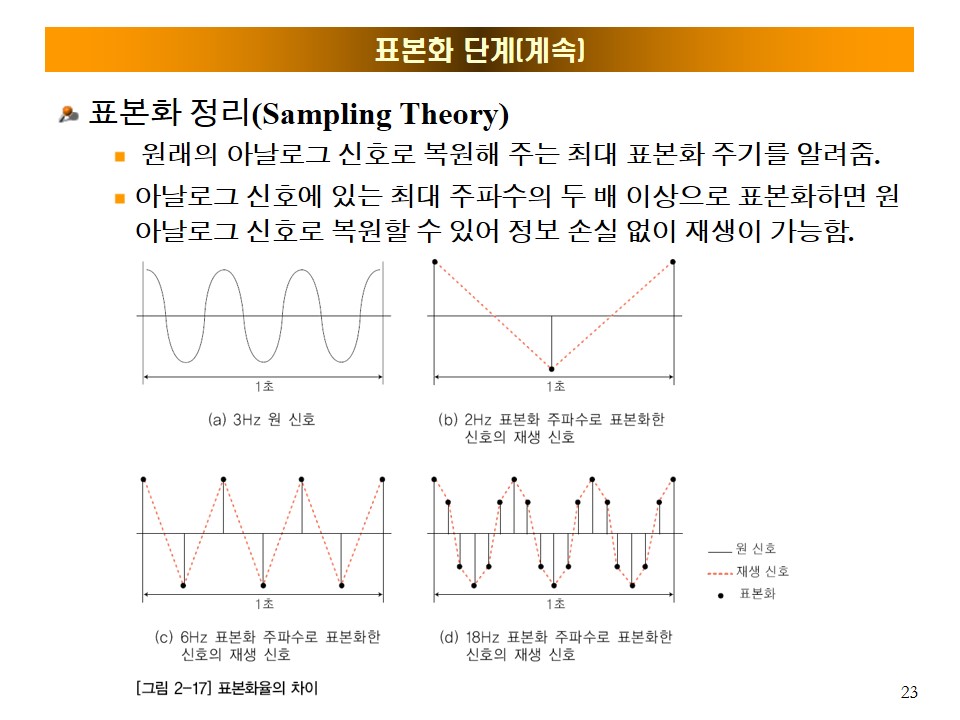 표본화 단계(계속)
표본화 정리(Sampling Theory)
원래의 아날로그 신호로 복원해 주는 최대 표본화 주기를 알려줌.
아날로그 신호에 있는 최대 주파수의 두 배 이상으로 표본화하면 원
아날로그 신호로 복원할 수 있어 정보 손실 없이 재생이 가능함.
1초
1초
(a) 3Hz 원 신호
(b) 2Hz 표본화 주파수로 표본화한
신호의 재생 신호
원 신호
재생 신호
표본화
1초
1초
(c) 6Hz 표본화 주파수로 표본화한
신호의 재생 신호
(d) 18Hz 표본화 주파수로 표본화한
신호의 재생 신호
[그림 2-17] 표본화율의 차이
23